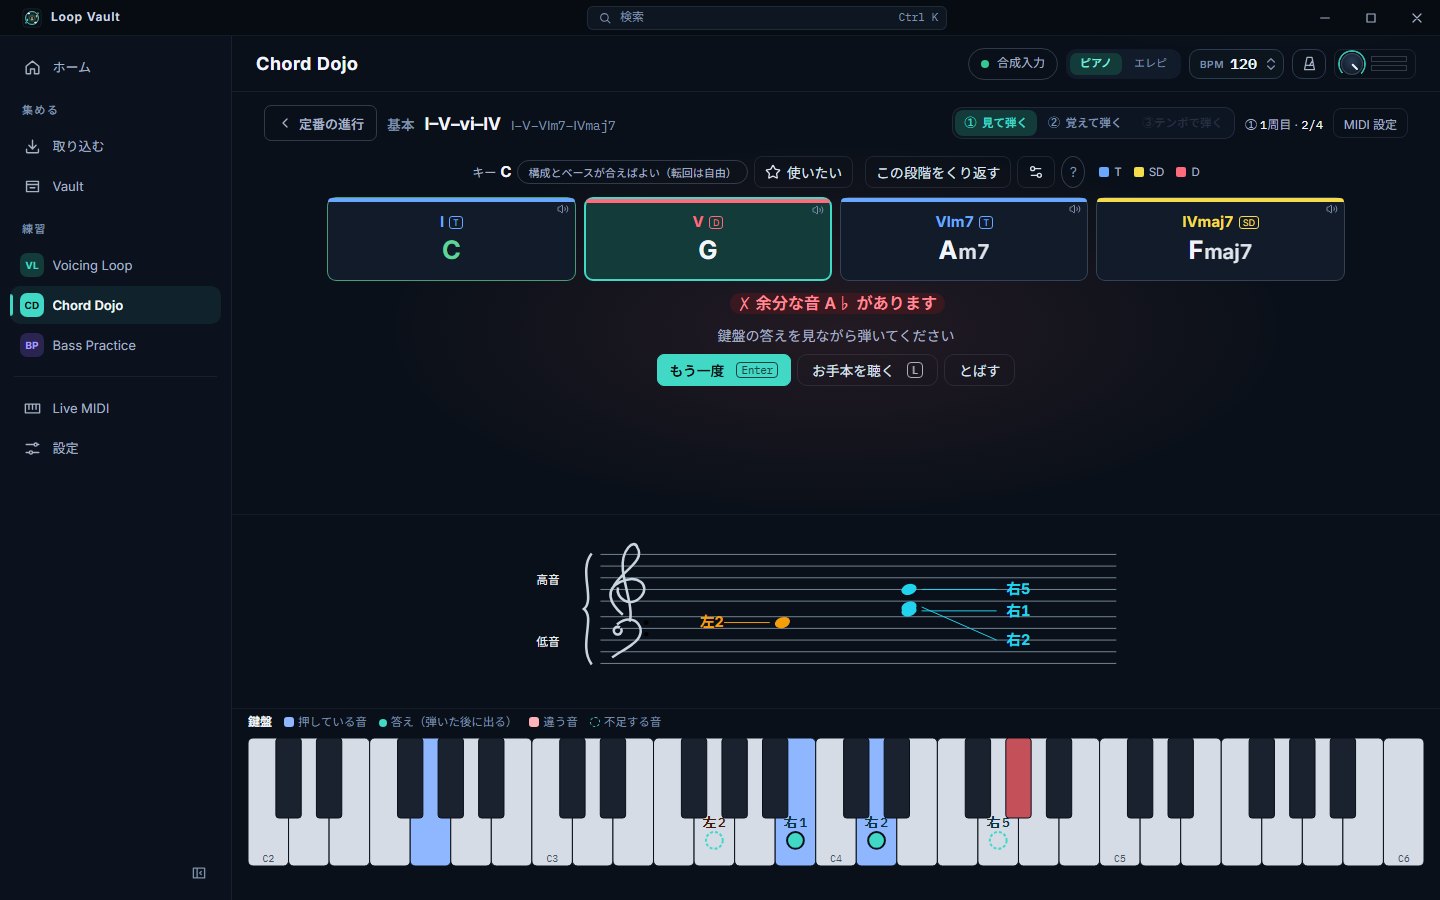 Loop Vault
検索
Ctrl K
ホーム
集める
取り込む
Vault
練習
VL Voicing Loop
CD Chord Dojo
BP Bass Practice
Live MIDI
設定
Chord Dojo
合成入力
ピアノ エレピ
BPM 120
定番の進行
基本 I–V–vi–IV I-V-VIm7-IVmaj7
① 見て弾く ② 覚えて弾く ③テンポで弾く
① 1周目 · 2/4
MIDI 設定
キー C 構成とベースが合えばよい（転回は自由） 使いたい この段階をくり返す ? T SD D
I T
C
V D
G
VIm7 T
Am7
IVmaj7 SD
Fmaj7
✗ 余分な音 A♭ があります
鍵盤の答えを見ながら弾いてください
もう一度 Enter お手本を聴く L とばす
高音
低音
左2
右5
右1
右2
鍵盤 押している音 答え（弾いた後に出る） 違う音 不足する音
左2 右1 右2 右5
C2 C3 C4 C5 C6